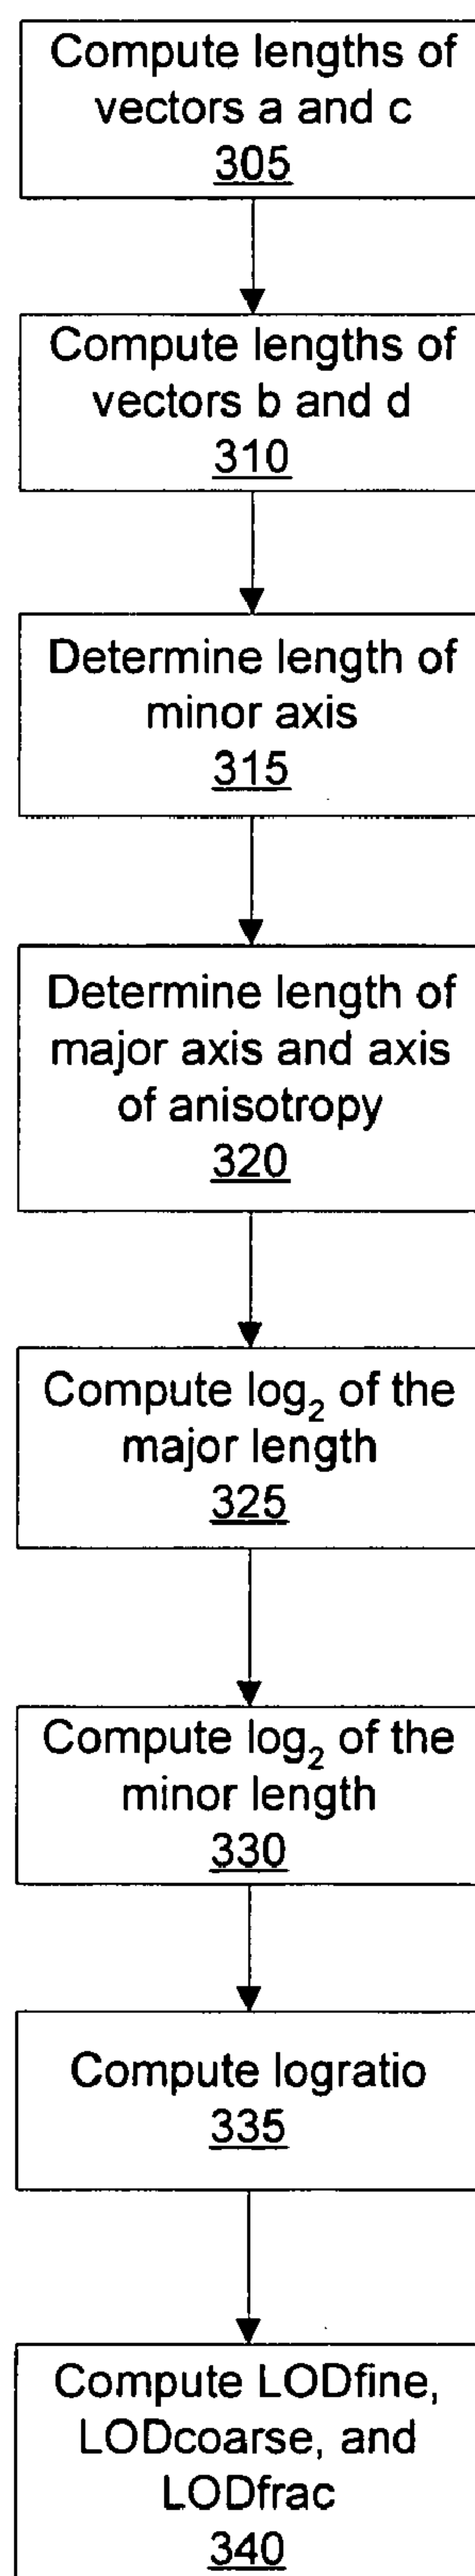 Compute lengths of
vectors a and c
305
Compute lengths of
vectors b and d
310
Determine length of
minor axis
315
Determine length of
major axis and axis
of anisotropy
320
Compute log₂ of the
major length
325
Compute log₂ of the
minor length
330
Compute logratio
335
Compute LODfine,
LODcoarse, and
LODfrac
340